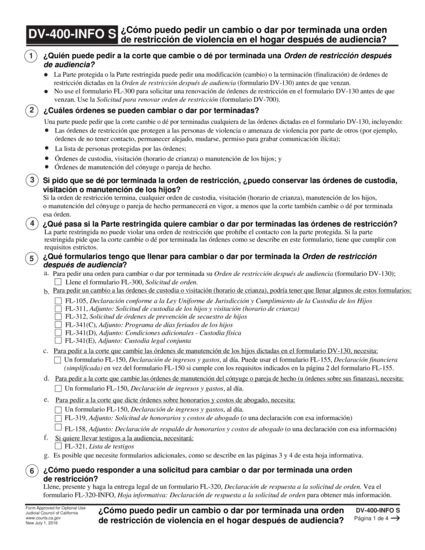 DV-400-INFO S
¿Cómo puedo pedir un cambio o dar por terminada una orden
de restricción de violencia en el hogar después de audiencia?
1
¿Quién puede pedir a la corte que cambie o dé por terminada una Orden de restricción después
de audiencia?
● La Parte protegida o la Parte restringida puede pedir una modificación (cambio) o la terminación (finalización) de órdenes de
restricción dictadas en la Orden de restricción después de audiencia (formulario DV-130) antes de que venzan.
● No use el formulario FL-300 para solicitar una renovación de órdenes de restricción en el formulario DV-130 antes de que
venzan. Use la Solicitud para renovar orden de restricción (formulario DV-700).
2
¿Cuáles órdenes se pueden cambiar o dar por terminadas?
Una parte puede pedir que la corte cambie o dé por terminadas cualquiera de las órdenes dictadas en el formulario DV-130, incluyendo:
● Las órdenes de restricción que protegen a las personas de violencia o amenaza de violencia por parte de otros (por ejemplo,
órdenes de no tener contacto, permanecer alejado, mudarse, permiso para grabar comunicación ilícita);
● La lista de personas protegidas por las órdenes;
● Órdenes de custodia, visitación (horario de crianza) o manutención de los hijos; y
● Órdenes de manutención del cónyuge o pareja de hecho.
3
Si pido que se dé por terminada la orden de restricción, ¿puedo conservar las órdenes de custodia,
visitación o manutención de los hijos?
Si la orden de restricción termina, cualquier orden de custodia, visitación (horario de crianza), manutención de los hijos,
o manutención del cónyuge o pareja de hecho permanecerá en vigor, a menos que la corte también cambie o dé por terminada
esa órden.
4
¿Qué pasa si la Parte restringida quiere cambiar o dar por terminadas las órdenes de restricción?
La parte restringida no puede violar una orden de restricción que prohíbe el contacto con la parte protegida. Si la parte
restringida pide que la corte cambie o dé por terminada las órdenes como se describe en este formulario, tiene que cumplir con
requisitos estrictos.
5
¿Qué formularios tengo que llenar para cambiar o dar por terminada la Orden de restricción
después de audiencia?
a. Para pedir una orden para cambiar o dar por terminada su Orden de restricción después de audiencia (formulario DV-130);
Llene el formulario FL-300, Solicitud de orden.
b. Para pedir un cambio a las órdenes de custodia o visitación (horario de crianza), podría tener que llenar algunos de estos formularios:
FL-105, Declaración conforme a la Ley Uniforme de Jurisdicción y Cumplimiento de la Custodia de los Hijos
FL-311, Adjunto: Solicitud de custodia de los hijos y visitación (horario de crianza)
FL-312, Solicitud de órdenes de prevención de secuestro de hijos
FL-341(C), Adjunto: Programa de días feriados de los hijos
FL-341(D), Adjunto: Condiciones adicionales - Custodia física
FL-341(E), Adjunto: Custodia legal conjunta
c. Para pedir a la corte que cambie las órdenes de manutención de los hijos dictadas en el formulario DV-130, necesita:
Un formulario FL-150, Declaración de ingresos y gastos, al día. Puede usar el formulario FL-155, Declaración financiera
(simplificada) en vez del formulario FL-150 si cumple con los requisitos indicados en la página 2 del formulario FL-155.
d. Para pedir a la corte que cambie las órdenes de manutención del cónyuge o pareja de hecho (u órdenes sobre sus finanzas), necesita:
Un formulario FL-150, Declaración de ingresos y gastos, al día.
e. Para pedir a la corte que dicte órdenes sobre honorarios y costos de abogado, necesita:
Un formulario FL-150, Declaración de ingresos y gastos, al día.
FL-319, Adjunto: Solicitud de honorarios y costos de abogado (o una declaración con esa información)
FL-158, Adjunto: Declaración de respaldo de honorarios y costos de abogado (o una declaración con esa información)
f. Si quiere llevar testigos a la audiencia, necesitará:
FL-321, Lista de testigos
g. Es posible que necesite formularios adicionales, como se describe en las páginas 3 y 4 de esta hoja informativa.
6
¿Cómo puedo responder a una solicitud para cambiar o dar por terminada una orden
de restricción?
Llene, presente y haga la entrega legal de un formulario FL-320, Declaración de respuesta a la solicitud de orden. Vea el
formulario FL-320-INFO, Hoja informativa: Declaración de respuesta a la solicitud de orden para obtener más información.
Form Approved for Optional Use
Judicial Council of California
www.courts.ca.gov
New July 1, 2016
¿Cómo puedo pedir un cambio o dar por terminada una orden
de restricción de violencia en el hogar después de audiencia?
DV-400-INFO S
Página 1 de 4 →